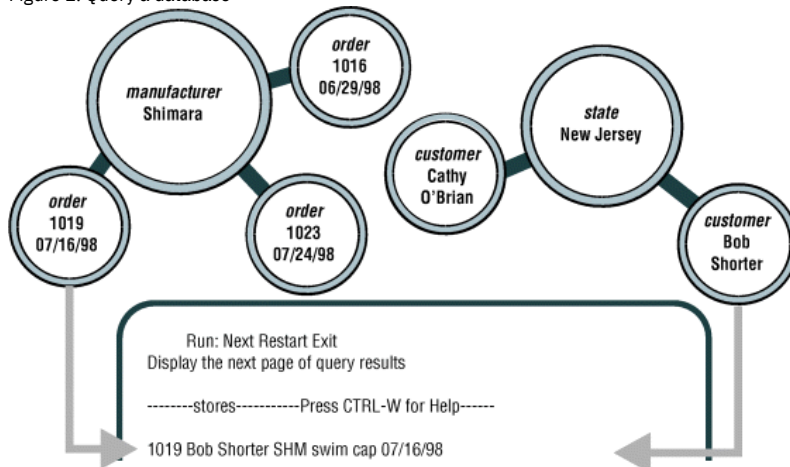 Figure 2. Query a database
order
1016
06/29/98
manufacturer
Shimara
state
New Jersey
customer
Cathy
O'Brian
order
1019
07/16/98
order
1023
07/24/98
customer
Bob
Shorter
Run: Next Restart Exit
Display the next page of query results
--------stores-----------Press CTRL-W for Help------
1019 Bob Shorter SHM swim cap 07/16/98